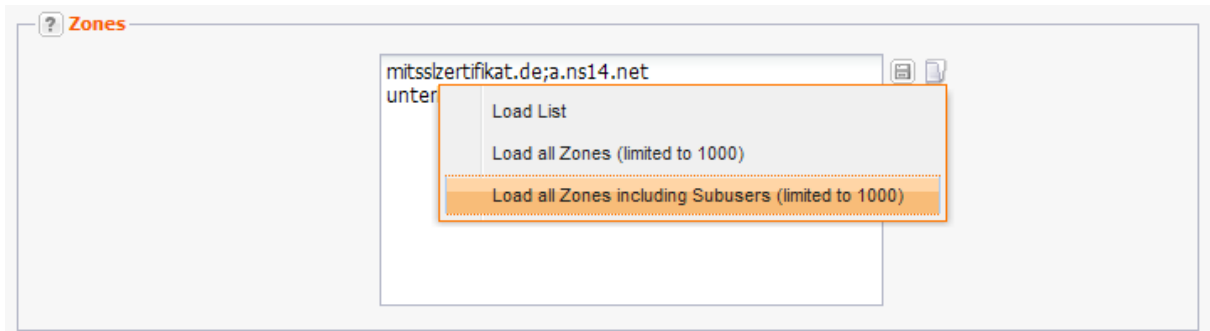 Zones
mitsslzertifikat.de;a.ns14.net
unter
Load List
Load all Zones (limited to 1000)
Load all Zones including Subusers (limited to 1000)